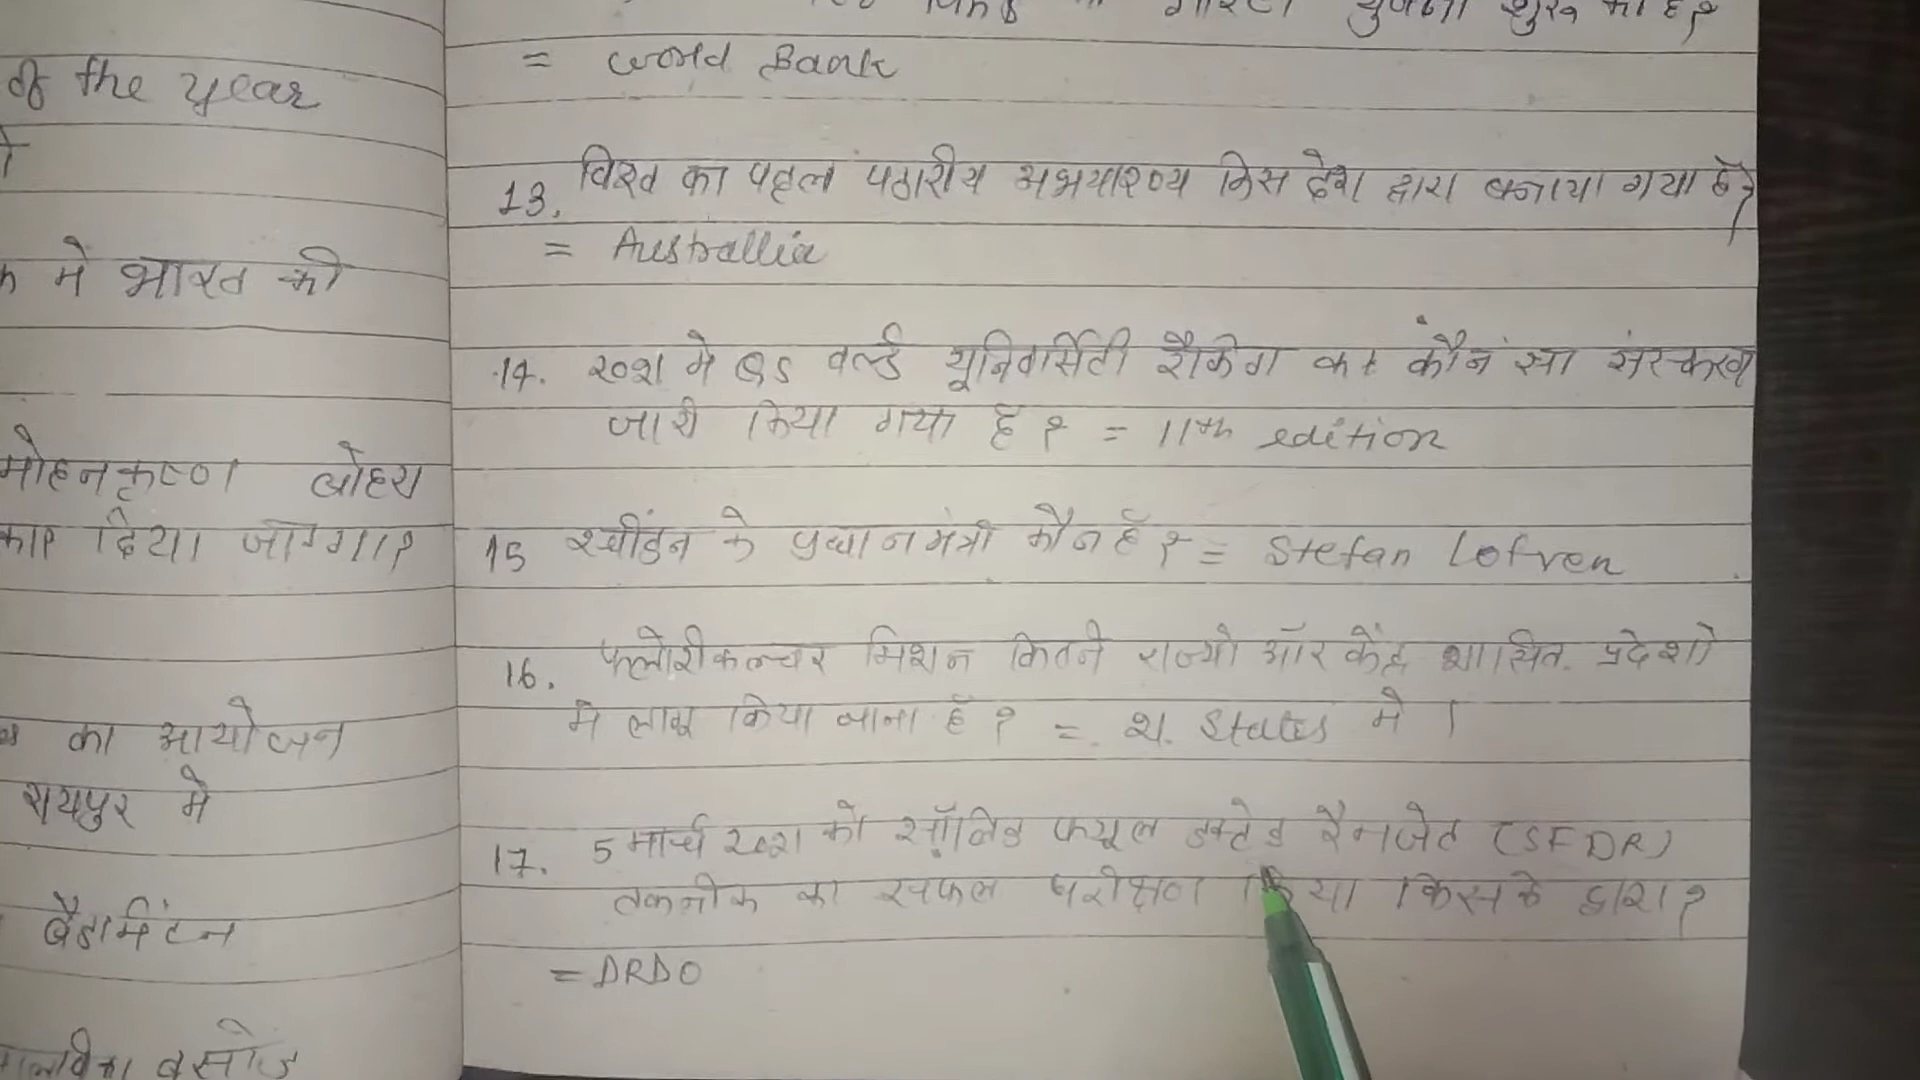 of the year
में भारत की
मोहनकृष्ण बोहरा
दिया जाएगा?
का आयोजन
रायपुर में
बैडमिंटन
शुरू की है?
= World Bank
13. विश्व का पहल पठारीय अभयारण्य किस देश द्वारा बनाया गया है?
= Australlia
14. 2021 मे QS वर्ल्ड यूनिवर्सिटी रैंकिग का कौन सा संस्करण
जारी किया गया है? = 11th edition
15 स्वीडन के प्रधानमंत्री कौन है? = Stefan Lofven
16. फ्लोरीकल्चर मिशन कितने राज्यो और केंद्र शासित प्रदेशो
मे लागू किया जाना है? = 21. States मे।
17. 5 मार्च 2021 को सॉलिड फ्यूल डक्टेड रैमजेट (SFDR)
तकनीक का सफल परीक्षण किया किसके द्वारा?
= DRDO